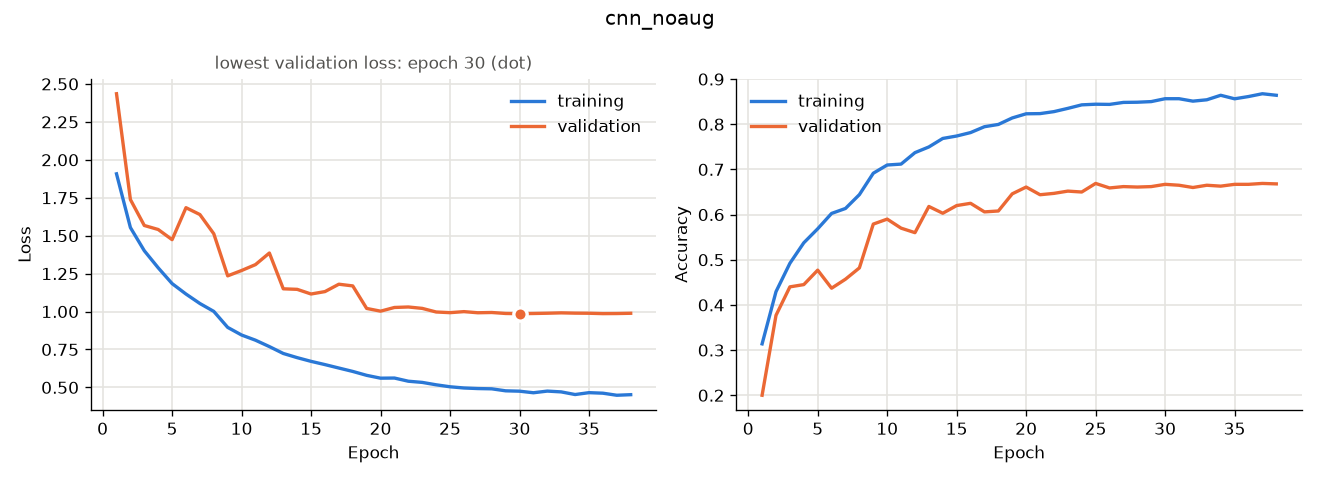 cnn_noaug
lowest validation loss: epoch 30 (dot)
Loss
2.50
2.25
2.00
1.75
1.50
1.25
1.00
0.75
0.50
training
validation
0 5 10 15 20 25 30 35
Epoch
Accuracy
0.9
0.8
0.7
0.6
0.5
0.4
0.3
0.2
training
validation
0 5 10 15 20 25 30 35
Epoch